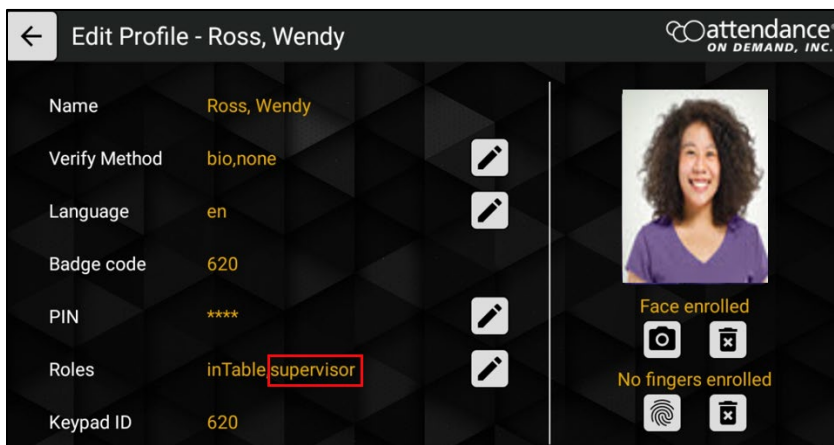 Edit Profile - Ross, Wendy
attendance®
ON DEMAND, INC.
Name Ross, Wendy
Verify Method bio,none
Language en
Badge code 620
PIN ****
Roles inTable,supervisor
Keypad ID 620
Face enrolled
No fingers enrolled